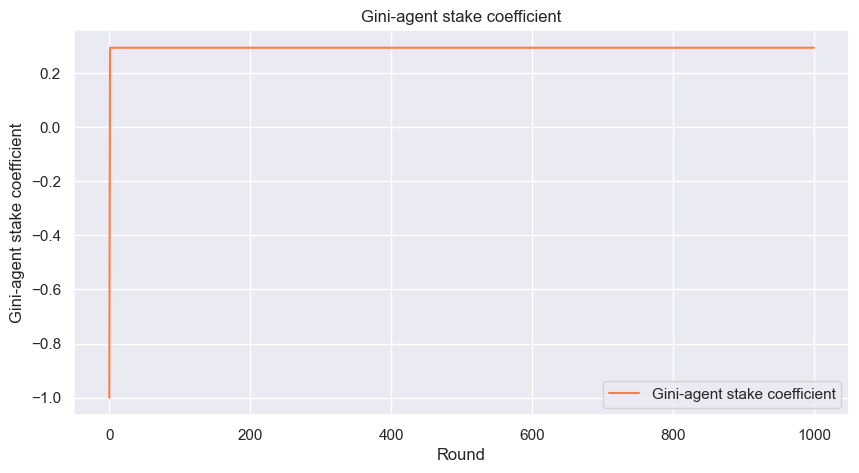 Gini-agent stake coefficient
Gini-agent stake coefficient
0.2
0.0
−0.2
−0.4
−0.6
−0.8
−1.0
Gini-agent stake coefficient
0 200 400 600 800 1000
Round